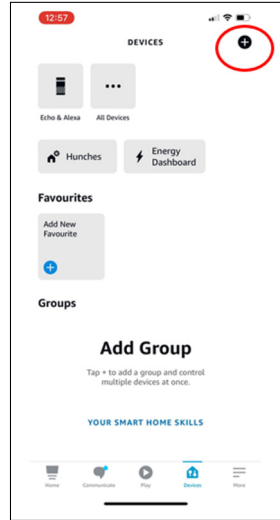 12:57
DEVICES
Echo & Alexa
All Devices
Hunches
Energy
Dashboard
Favourites
Add New
Favourite
Groups
Add Group
Tap + to add a group and control
multiple devices at once.
YOUR SMART HOME SKILLS
Home
Communicate
Play
Devices
More